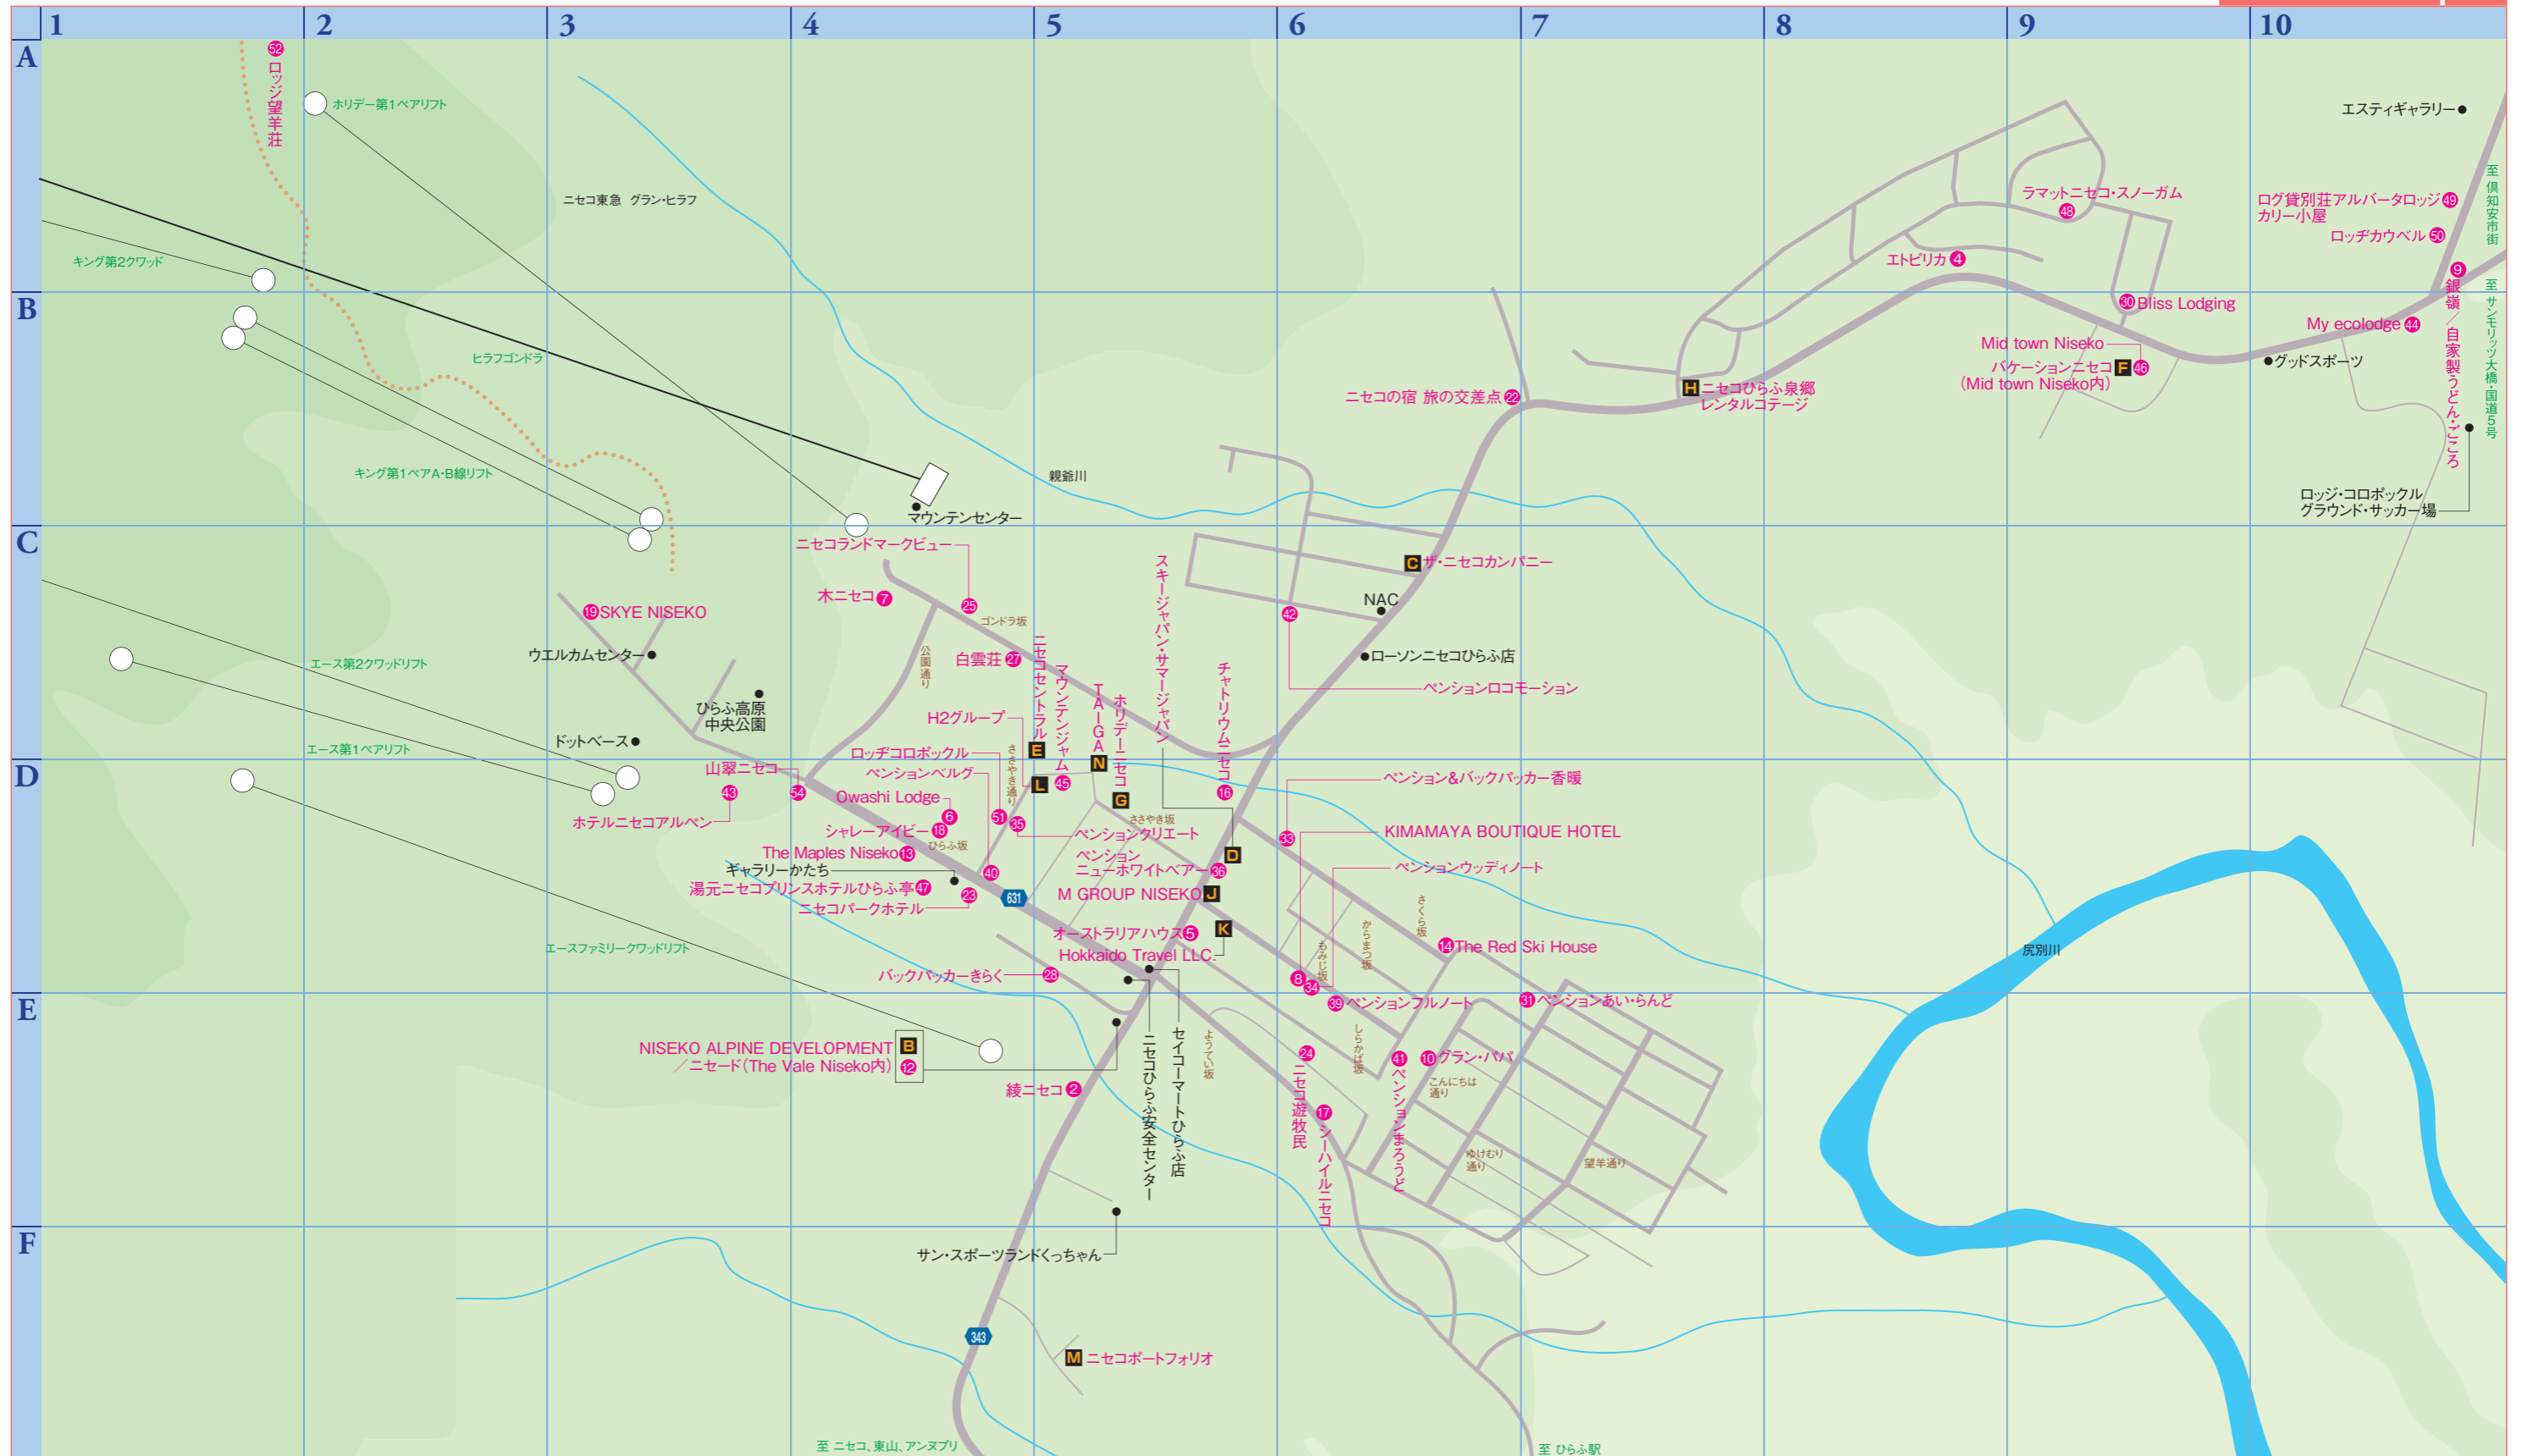 1 2 3 4 5 6 7 8 9 10
A
52 ロッジ望羊荘
ホリデー第1ペアリフト
エスティギャラリー
至 倶知安市街
ニセコ東急 グラン・ヒラフ
ラマットニセコ・スノーガム
48
ログ貸別荘アルバータロッジ 49
カリー小屋
ロッヂカウベル 50
キング第2クワッド
エトピリカ 4
9 銀嶺／自家製うどん・ごころ
至 サンモリッツ大橋・国道5号
B
30 Bliss Lodging
My ecolodge 44
ヒラフゴンドラ
Mid town Niseko
バケーションニセコ F 46
（Mid town Niseko内）
グッドスポーツ
ニセコの宿 旅の交差点 22
H ニセコひらふ泉郷
レンタルコテージ
キング第1ペアA・B線リフト
親爺川
マウンテンセンター
ロッジ・コロポックル
グラウンド・サッカー場
C
ニセコランドマークビュー
25
スキージャパン・サマージャパン
C ザ・ニセコカンパニー
木ニセコ 7
NAC
42
19 SKYE NISEKO
ゴンドラ坂
公園通り
ウエルカムセンター
白雲荘 27
ニセコセントラル
E
マウンテンジャム
45
TAIGA
N
ホリデーニセコ
G
チャトリウムニセコ
16
ローソンニセコひらふ店
エース第2クワッドリフト
ペンションロコモーション
ひらふ高原
中央公園
H2グループ
L
ドットベース
エース第1ペアリフト
ロッヂコロポックル
51
ささやき通り
D
山翠ニセコ
54
ペンションベルグ
40
ペンション&バックパッカー香暖
33
43
ホテルニセコアルペン
Owashi Lodge
6
シャレーアイビー 18
35
ペンションクリエート
ささやき坂
KIMAMAYA BOUTIQUE HOTEL
8
ひらふ坂
The Maples Niseko 13
ペンション
ニューホワイトベアー 36
D
ペンションウッディノート
34
ギャラリーかたち
湯元ニセコプリンスホテルひらふ亭 47
23
ニセコパークホテル
631
M GROUP NISEKO J
さくら坂
からまつ坂
もみじ坂
オーストラリアハウス 5
K
Hokkaido Travel LLC.
14 The Red Ski House
エースファミリークワッドリフト
尻別川
バックパッカーきらく 28
E
39 ペンションフルノート
31 ペンションあい・らんど
ニセコひらふ安全センター
セイコーマートひらふ店
ようてい坂
しらかば坂
NISEKO ALPINE DEVELOPMENT B
／ニセード（The Vale Niseko内） 12
24 ニセコ遊牧民
41 ペンションまろうど
10 グラン・パパ
こんにちは
通り
綾ニセコ 2
17 シーハイルニセコ
ゆけむり
通り
望羊通り
F
サン・スポーツランドくっちゃん
343
M ニセコポートフォリオ
至 ニセコ、東山、アンヌプリ
至 ひらふ駅